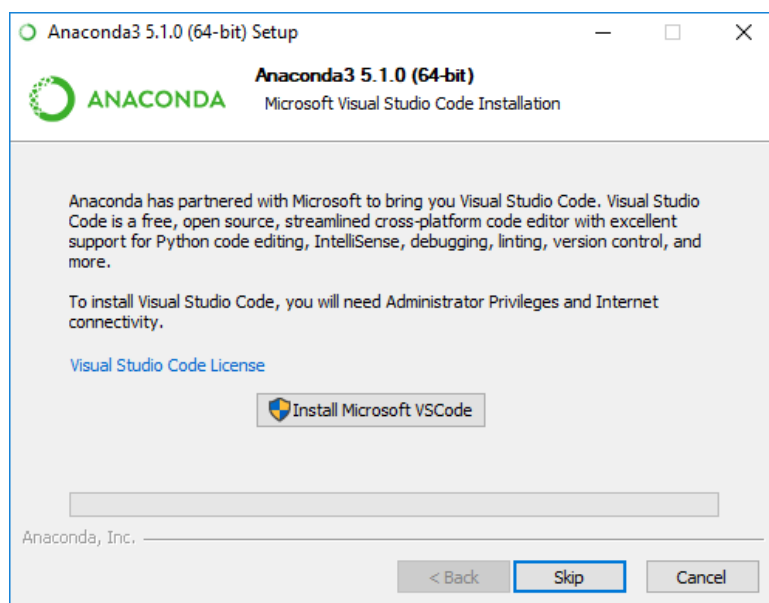 Anaconda3 5.1.0 (64-bit) Setup
Anaconda3 5.1.0 (64-bit)
ANACONDA
Microsoft Visual Studio Code Installation
Anaconda has partnered with Microsoft to bring you Visual Studio Code. Visual Studio
Code is a free, open source, streamlined cross-platform code editor with excellent
support for Python code editing, IntelliSense, debugging, linting, version control, and
more.
To install Visual Studio Code, you will need Administrator Privileges and Internet
connectivity.
Visual Studio Code License
Install Microsoft VSCode
Anaconda, Inc.
< Back
Skip
Cancel